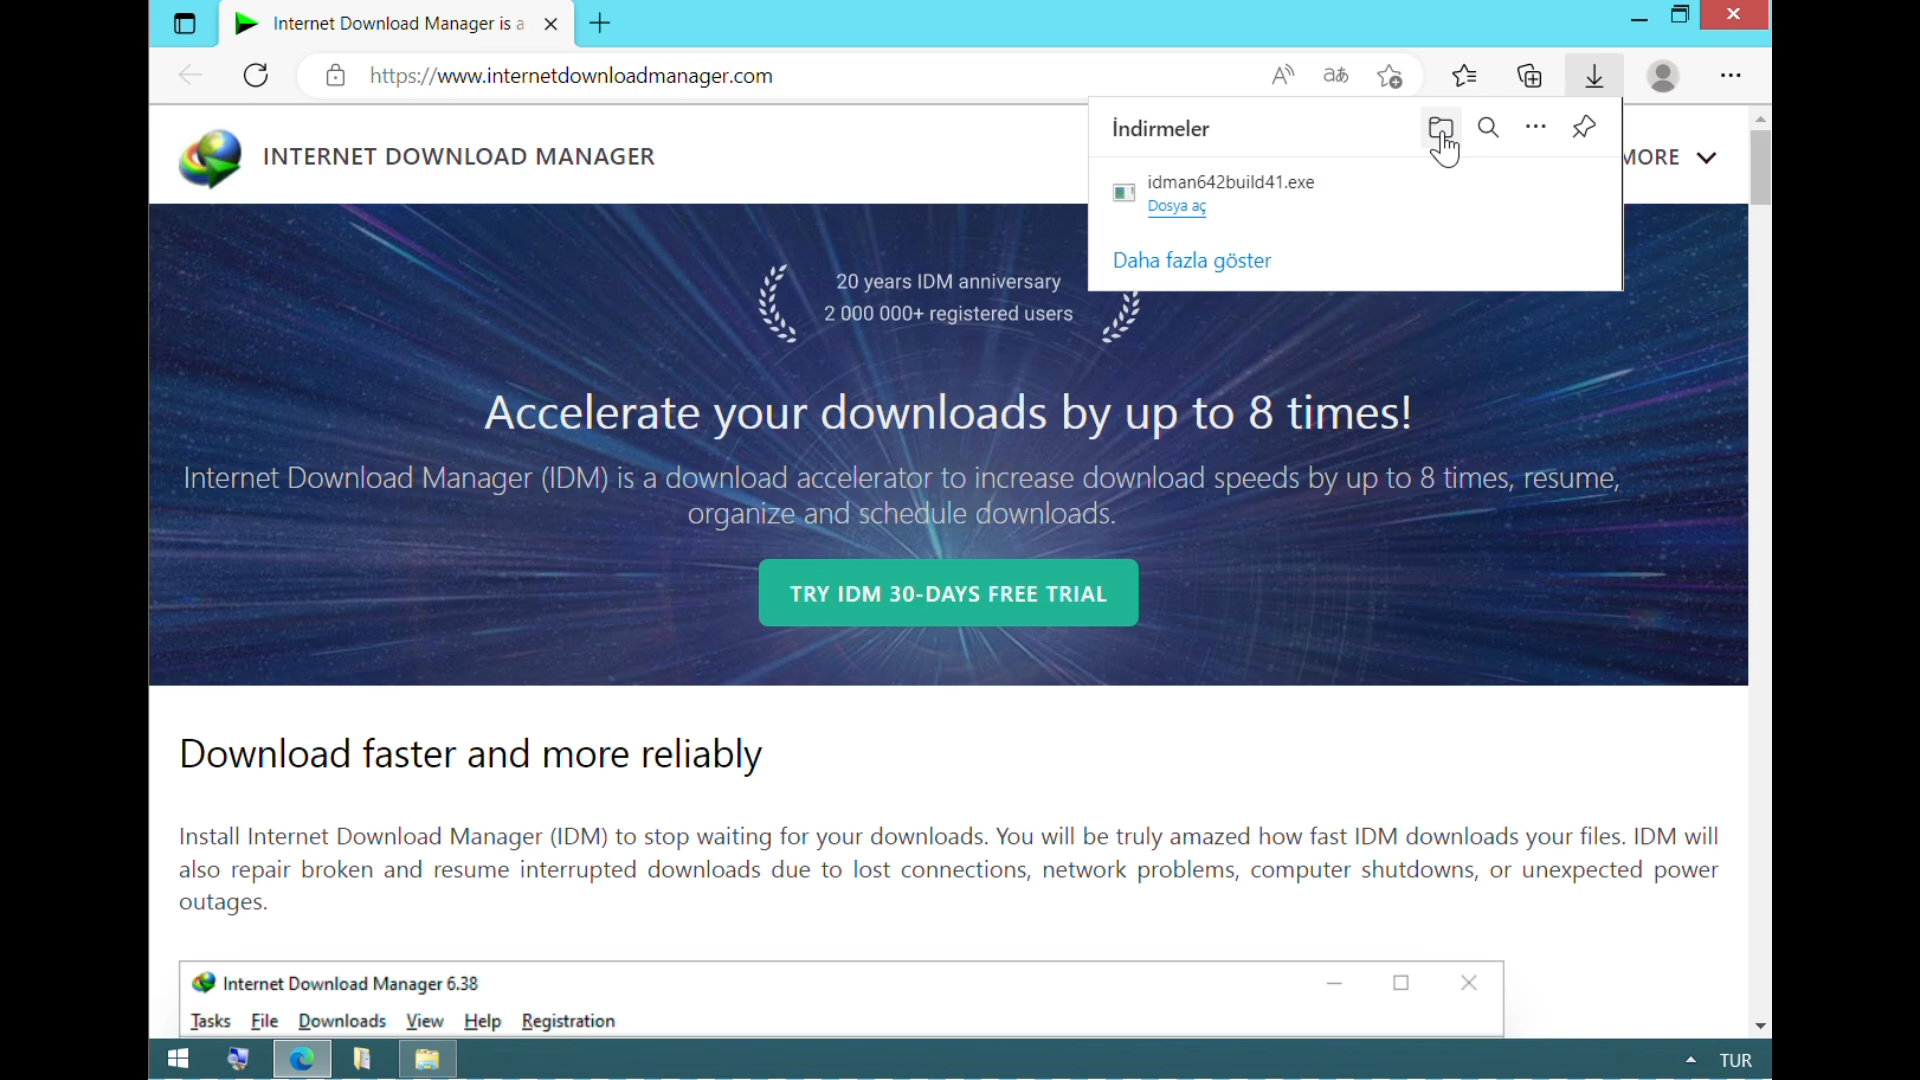 Internet Download Manager is a
https://www.internetdownloadmanager.com
INTERNET DOWNLOAD MANAGER
MORE
İndirmeler
idman642build41.exe
Dosya aç
Daha fazla göster
20 years IDM anniversary
2 000 000+ registered users
Accelerate your downloads by up to 8 times!
Internet Download Manager (IDM) is a download accelerator to increase download speeds by up to 8 times, resume,
organize and schedule downloads.
TRY IDM 30-DAYS FREE TRIAL
Download faster and more reliably
Install Internet Download Manager (IDM) to stop waiting for your downloads. You will be truly amazed how fast IDM downloads your files. IDM will
also repair broken and resume interrupted downloads due to lost connections, network problems, computer shutdowns, or unexpected power
outages.
Internet Download Manager 6.38
Tasks File Downloads View Help Registration
TUR